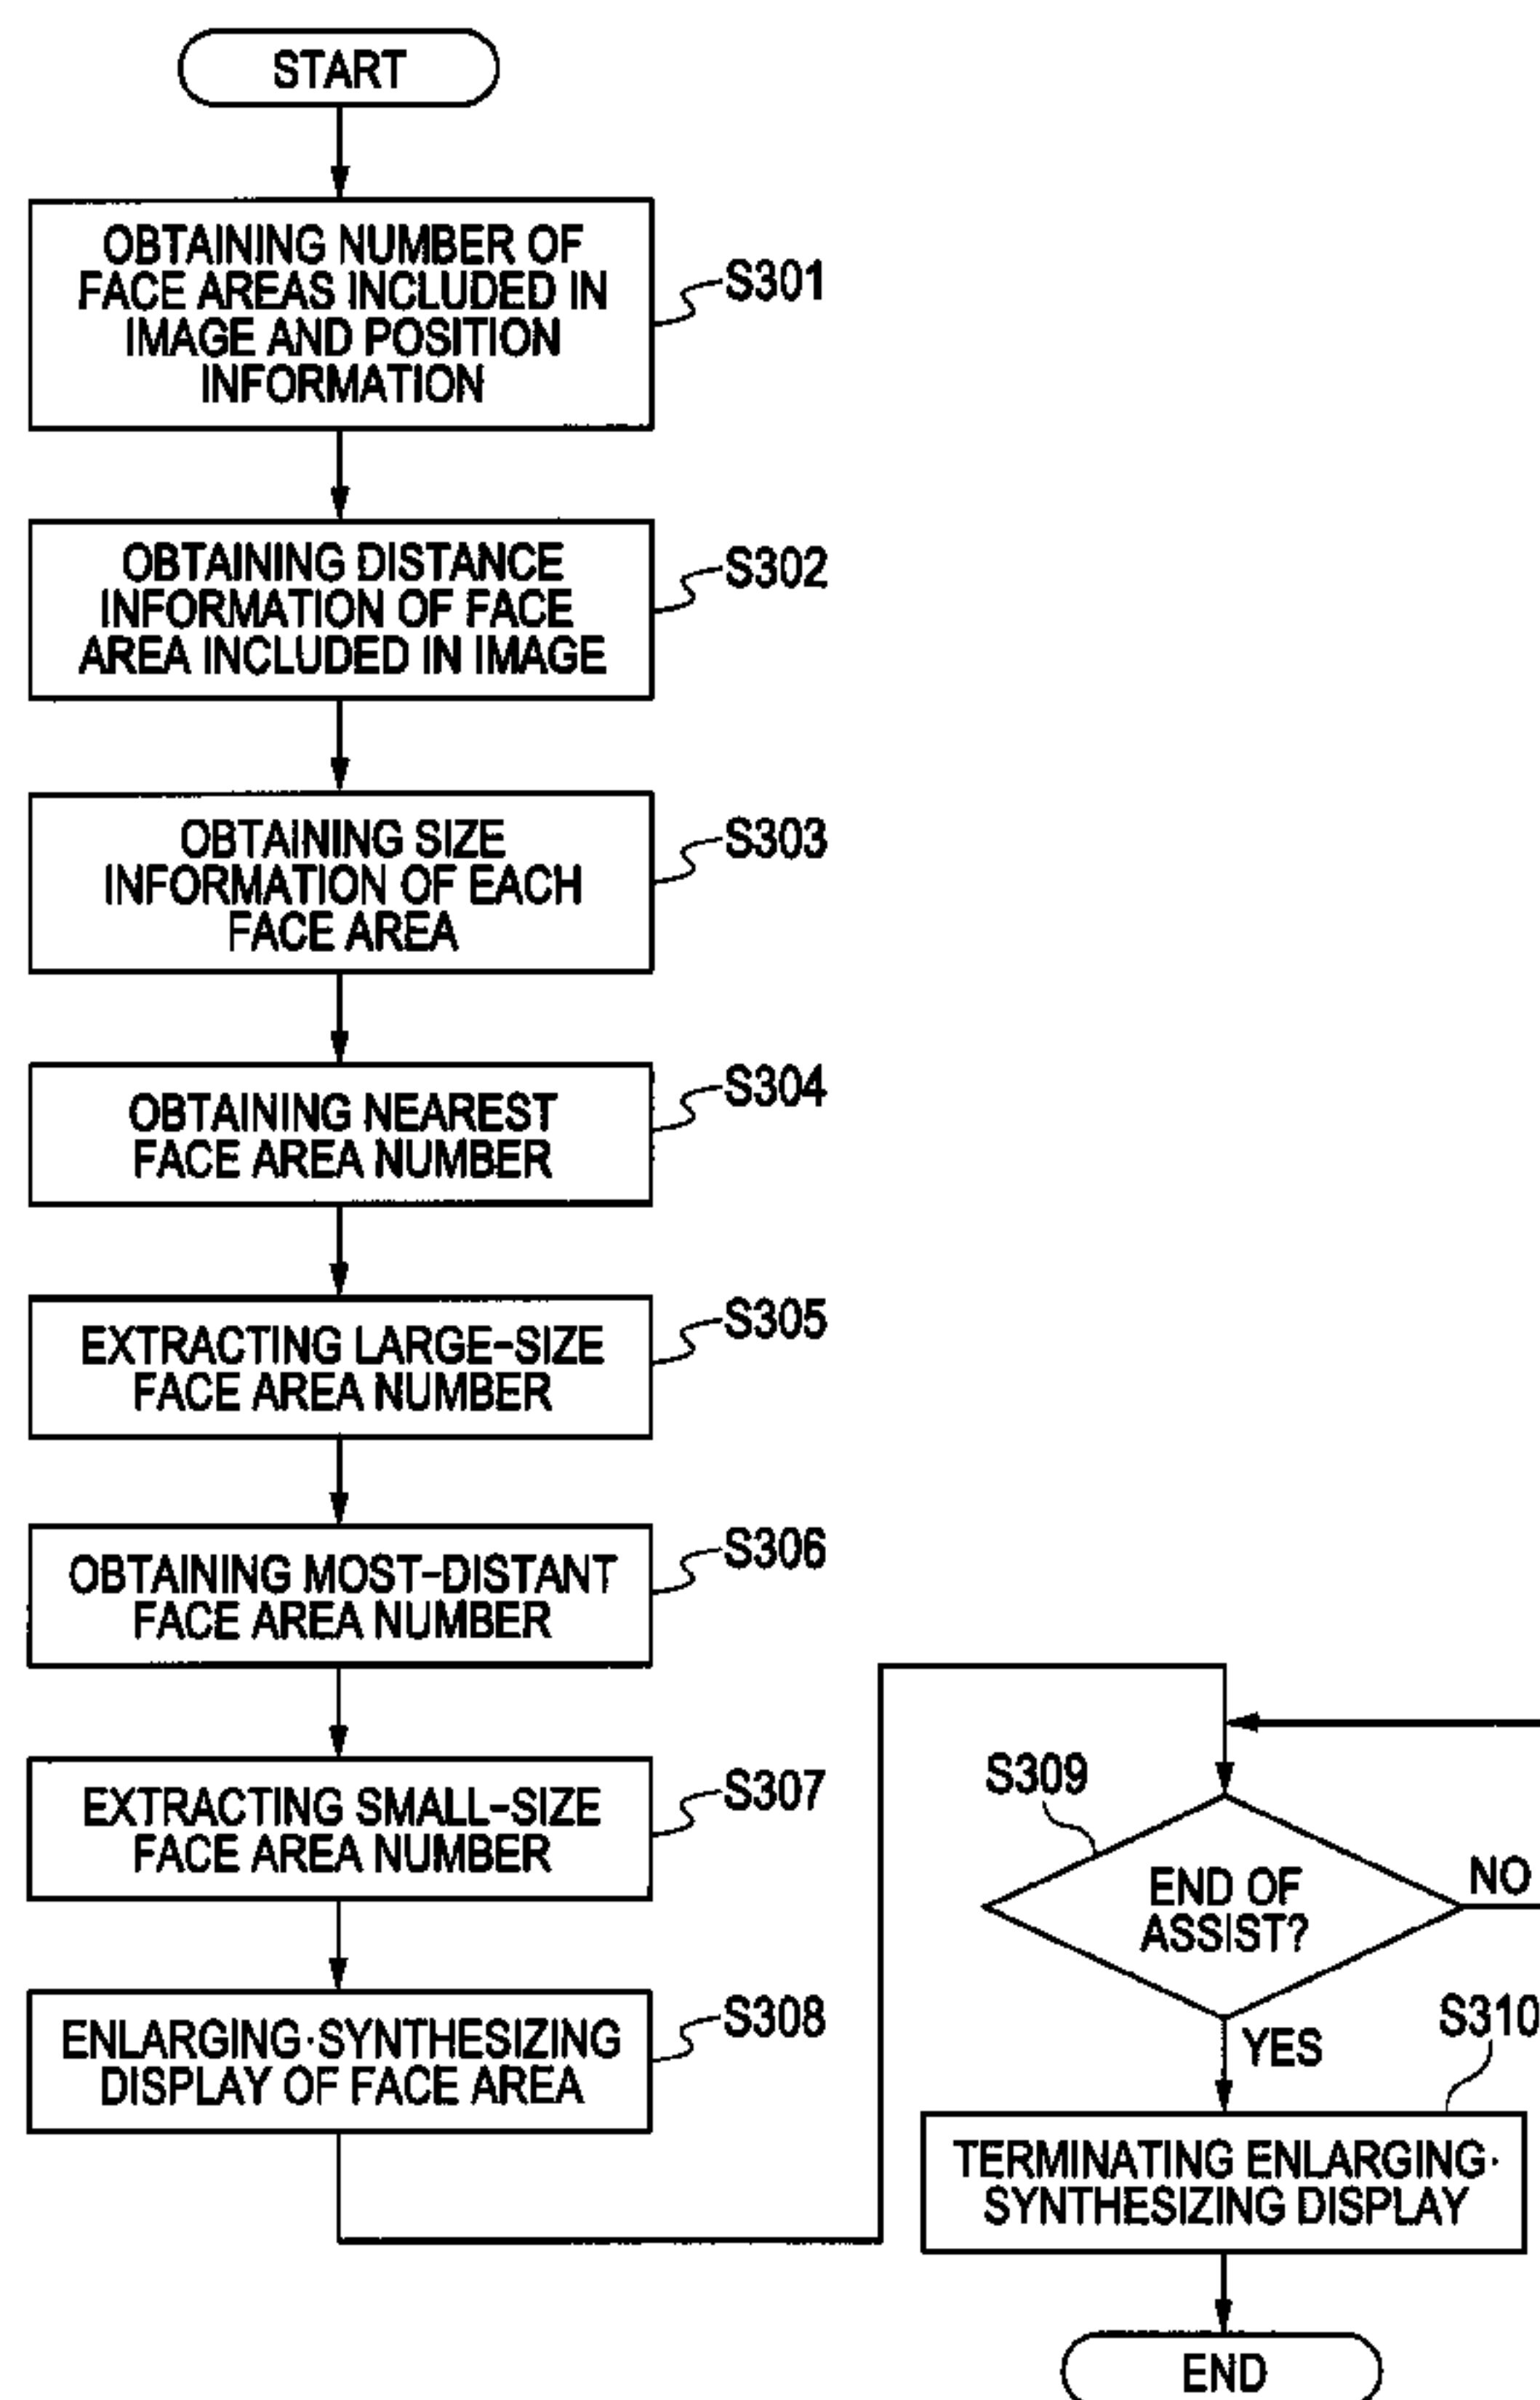 START
OBTAINING NUMBER OF
FACE AREAS INCLUDED IN
IMAGE AND POSITION
INFORMATION
S301
OBTAINING DISTANCE
INFORMATION OF FACE
AREA INCLUDED IN IMAGE
S302
OBTAINING SIZE
INFORMATION OF EACH
FACE AREA
S303
OBTAINING NEAREST
FACE AREA NUMBER
S304
EXTRACTING LARGE-SIZE
FACE AREA NUMBER
S305
OBTAINING MOST-DISTANT
FACE AREA NUMBER
S306
EXTRACTING SMALL-SIZE
FACE AREA NUMBER
S307
ENLARGING·SYNTHESIZING
DISPLAY OF FACE AREA
S308
S309
END OF
ASSIST?
NO
YES
S310
TERMINATING ENLARGING·
SYNTHESIZING DISPLAY
END